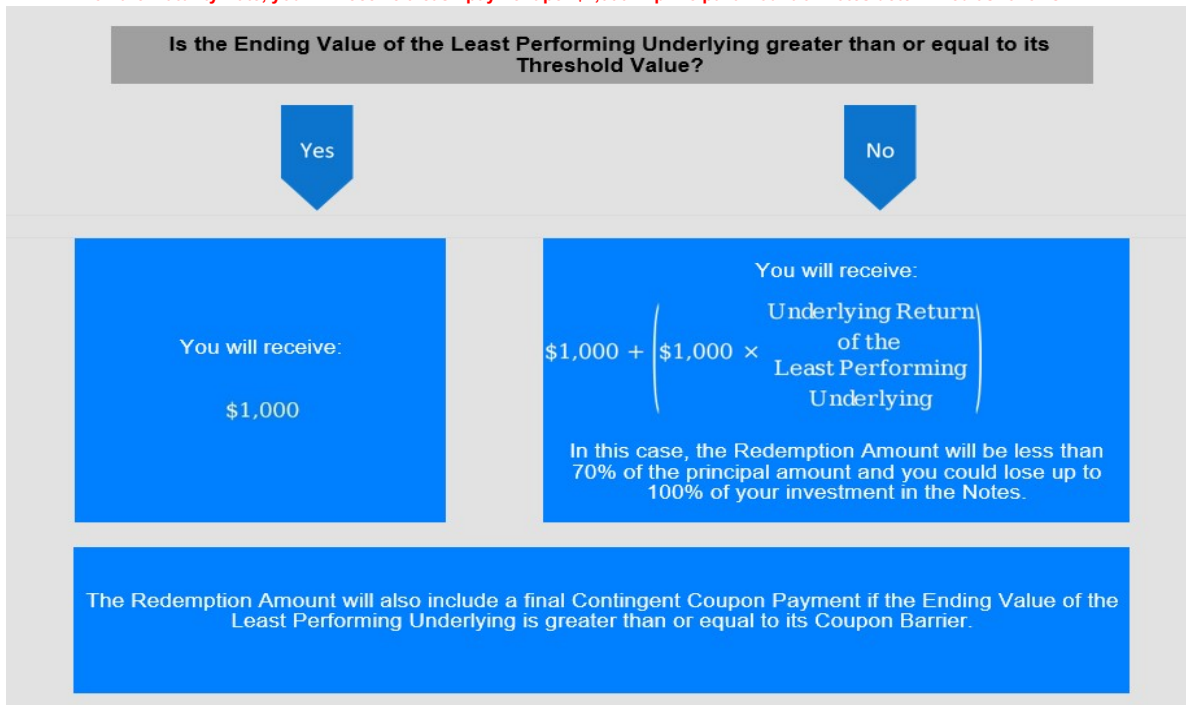 Is the Ending Value of the Least Performing Underlying greater than or equal to its
Threshold Value?
Yes
No
You will receive:
$1,000
You will receive:
$1,000 + ($1,000 × Underlying Return
of the
Least Performing
Underlying)
In this case, the Redemption Amount will be less than
70% of the principal amount and you could lose up to
100% of your investment in the Notes.
The Redemption Amount will also include a final Contingent Coupon Payment if the Ending Value of the
Least Performing Underlying is greater than or equal to its Coupon Barrier.